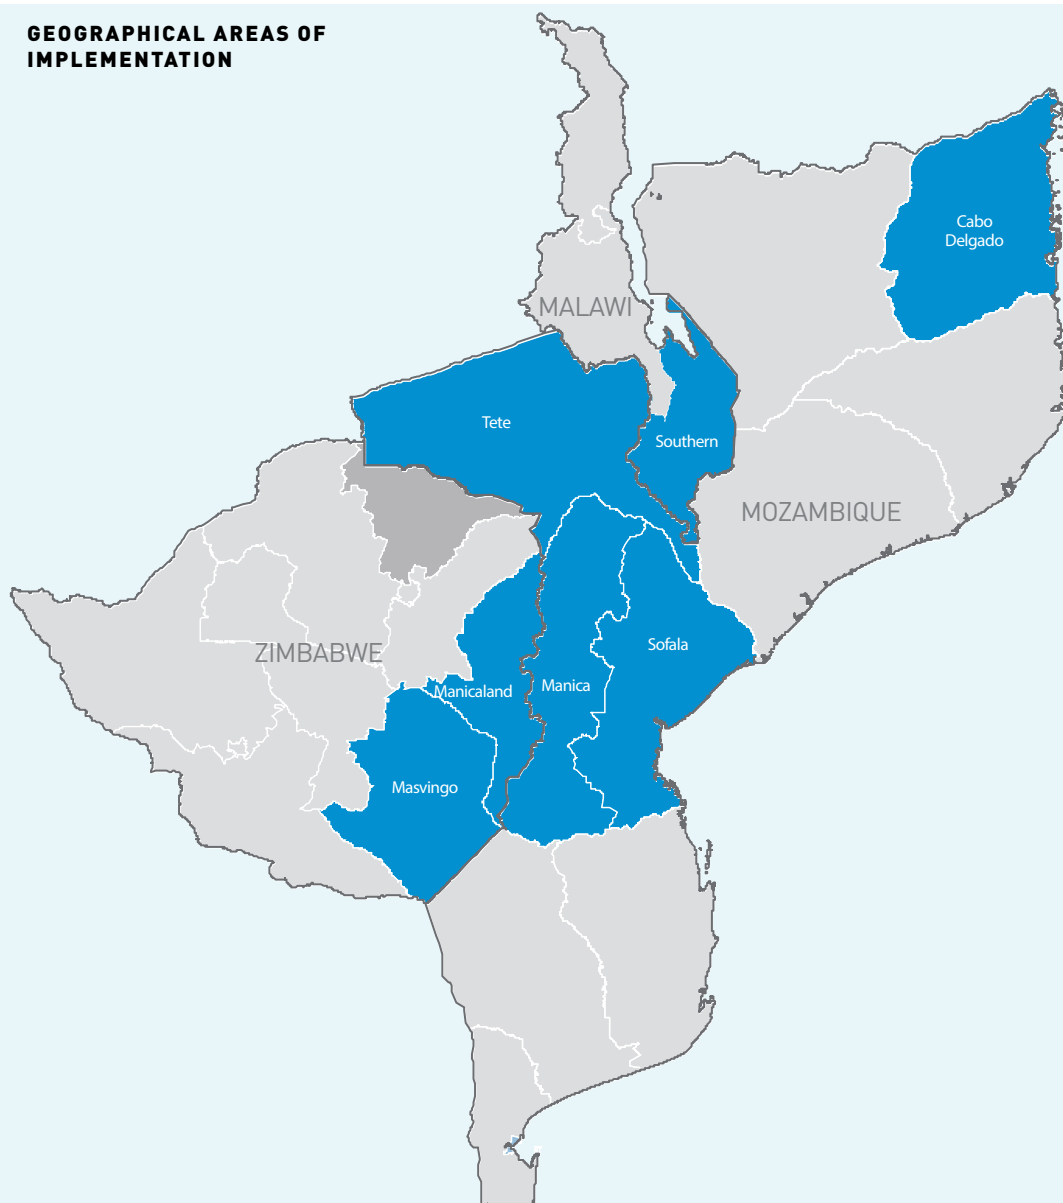 GEOGRAPHICAL AREAS OF
IMPLEMENTATION
Cabo
Delgado
MALAWI
Tete
Southern
MOZAMBIQUE
ZIMBABWE
Sofala
Manicaland
Manica
Masvingo